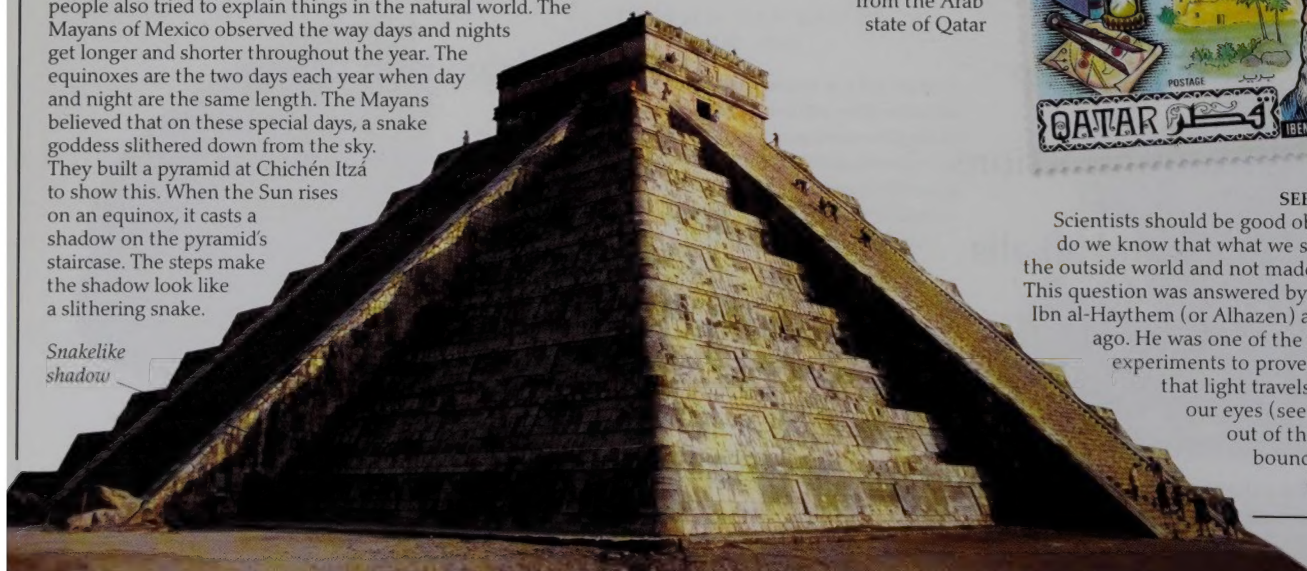 people also tried to explain things in the natural world. The
Mayans of Mexico observed the way days and nights
get longer and shorter throughout the year. The
equinoxes are the two days each year when day
and night are the same length. The Mayans
believed that on these special days, a snake
goddess slithered down from the sky.
They built a pyramid at Chichén Itzá
to show this. When the Sun rises
on an equinox, it casts a
shadow on the pyramid's
staircase. The steps make
the shadow look like
a slithering snake.
Snakelike
shadow
from the Arab
state of Qatar
POSTAGE بريد
QATAR قطر
Scientists should be good
do we know that what we
the outside world and not
This question was answered by
Ibn al-Haythem (or Alhazen)
ago. He was one of the
experiments to prove
that light travels
our eyes (see
out of